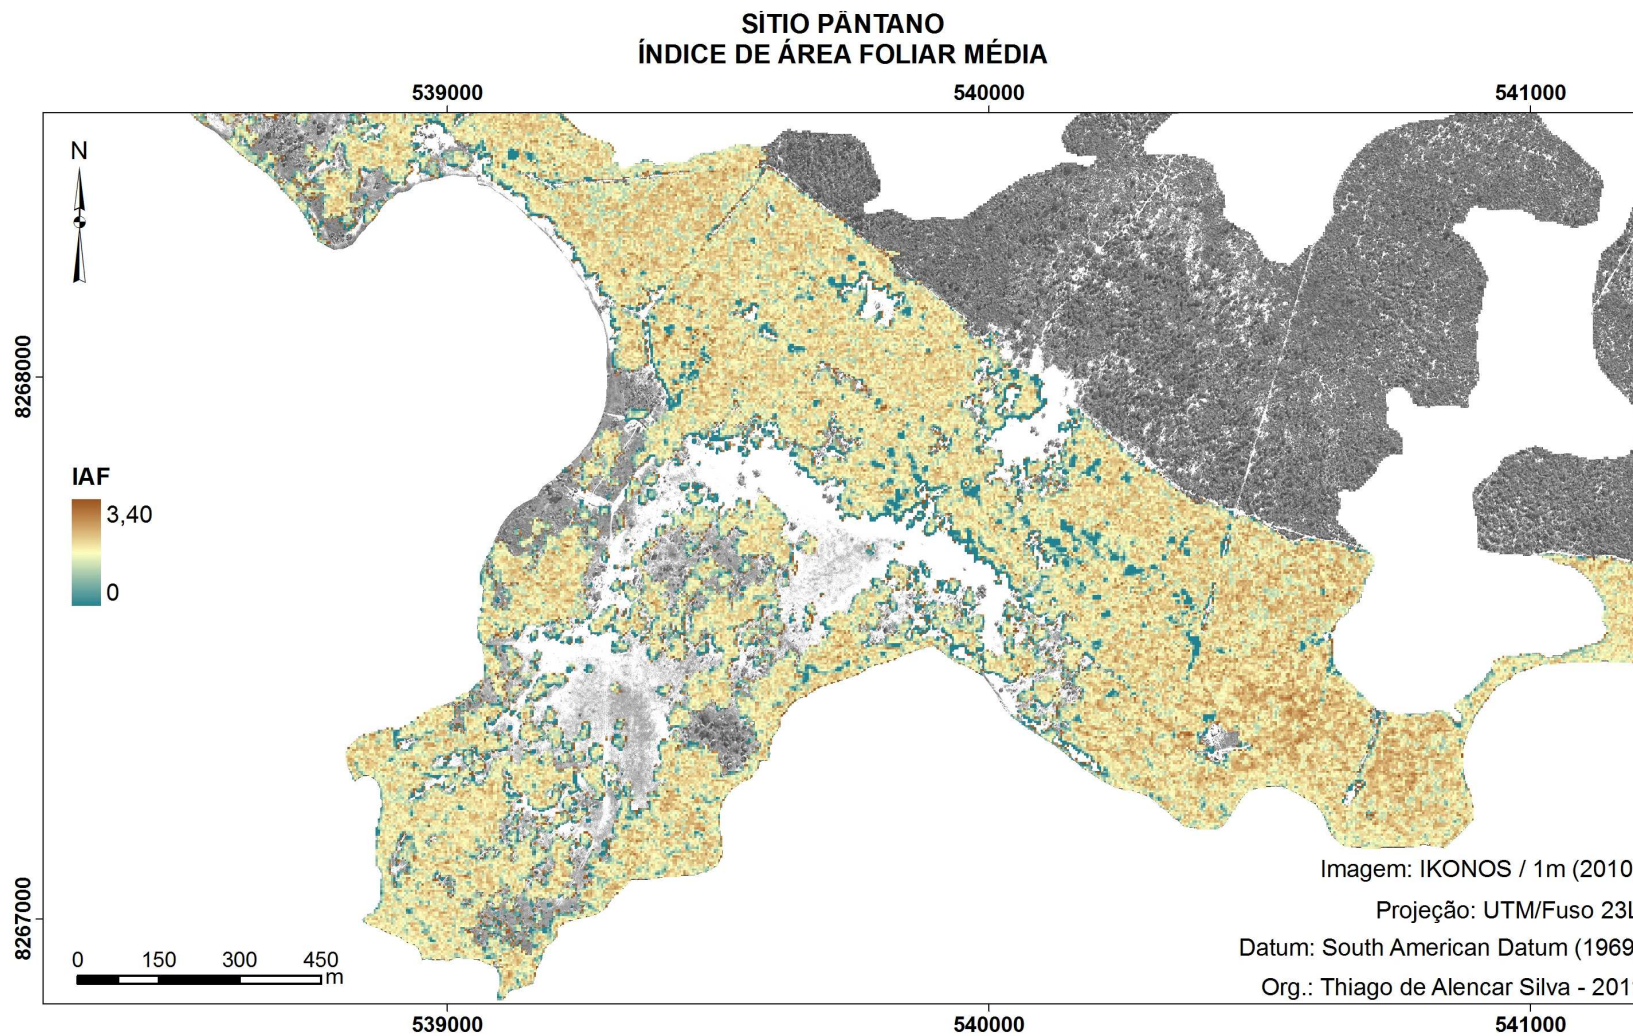 SÍTIO PÂNTANO
ÍNDICE DE ÁREA FOLIAR MÉDIA
539000 540000 541000
N
8268000
IAF
3,40
0
8267000
0 150 300 450
m
Imagem: IKONOS / 1m (2010
Projeção: UTM/Fuso 23L
Datum: South American Datum (1969
Org.: Thiago de Alencar Silva - 201
539000 540000 541000